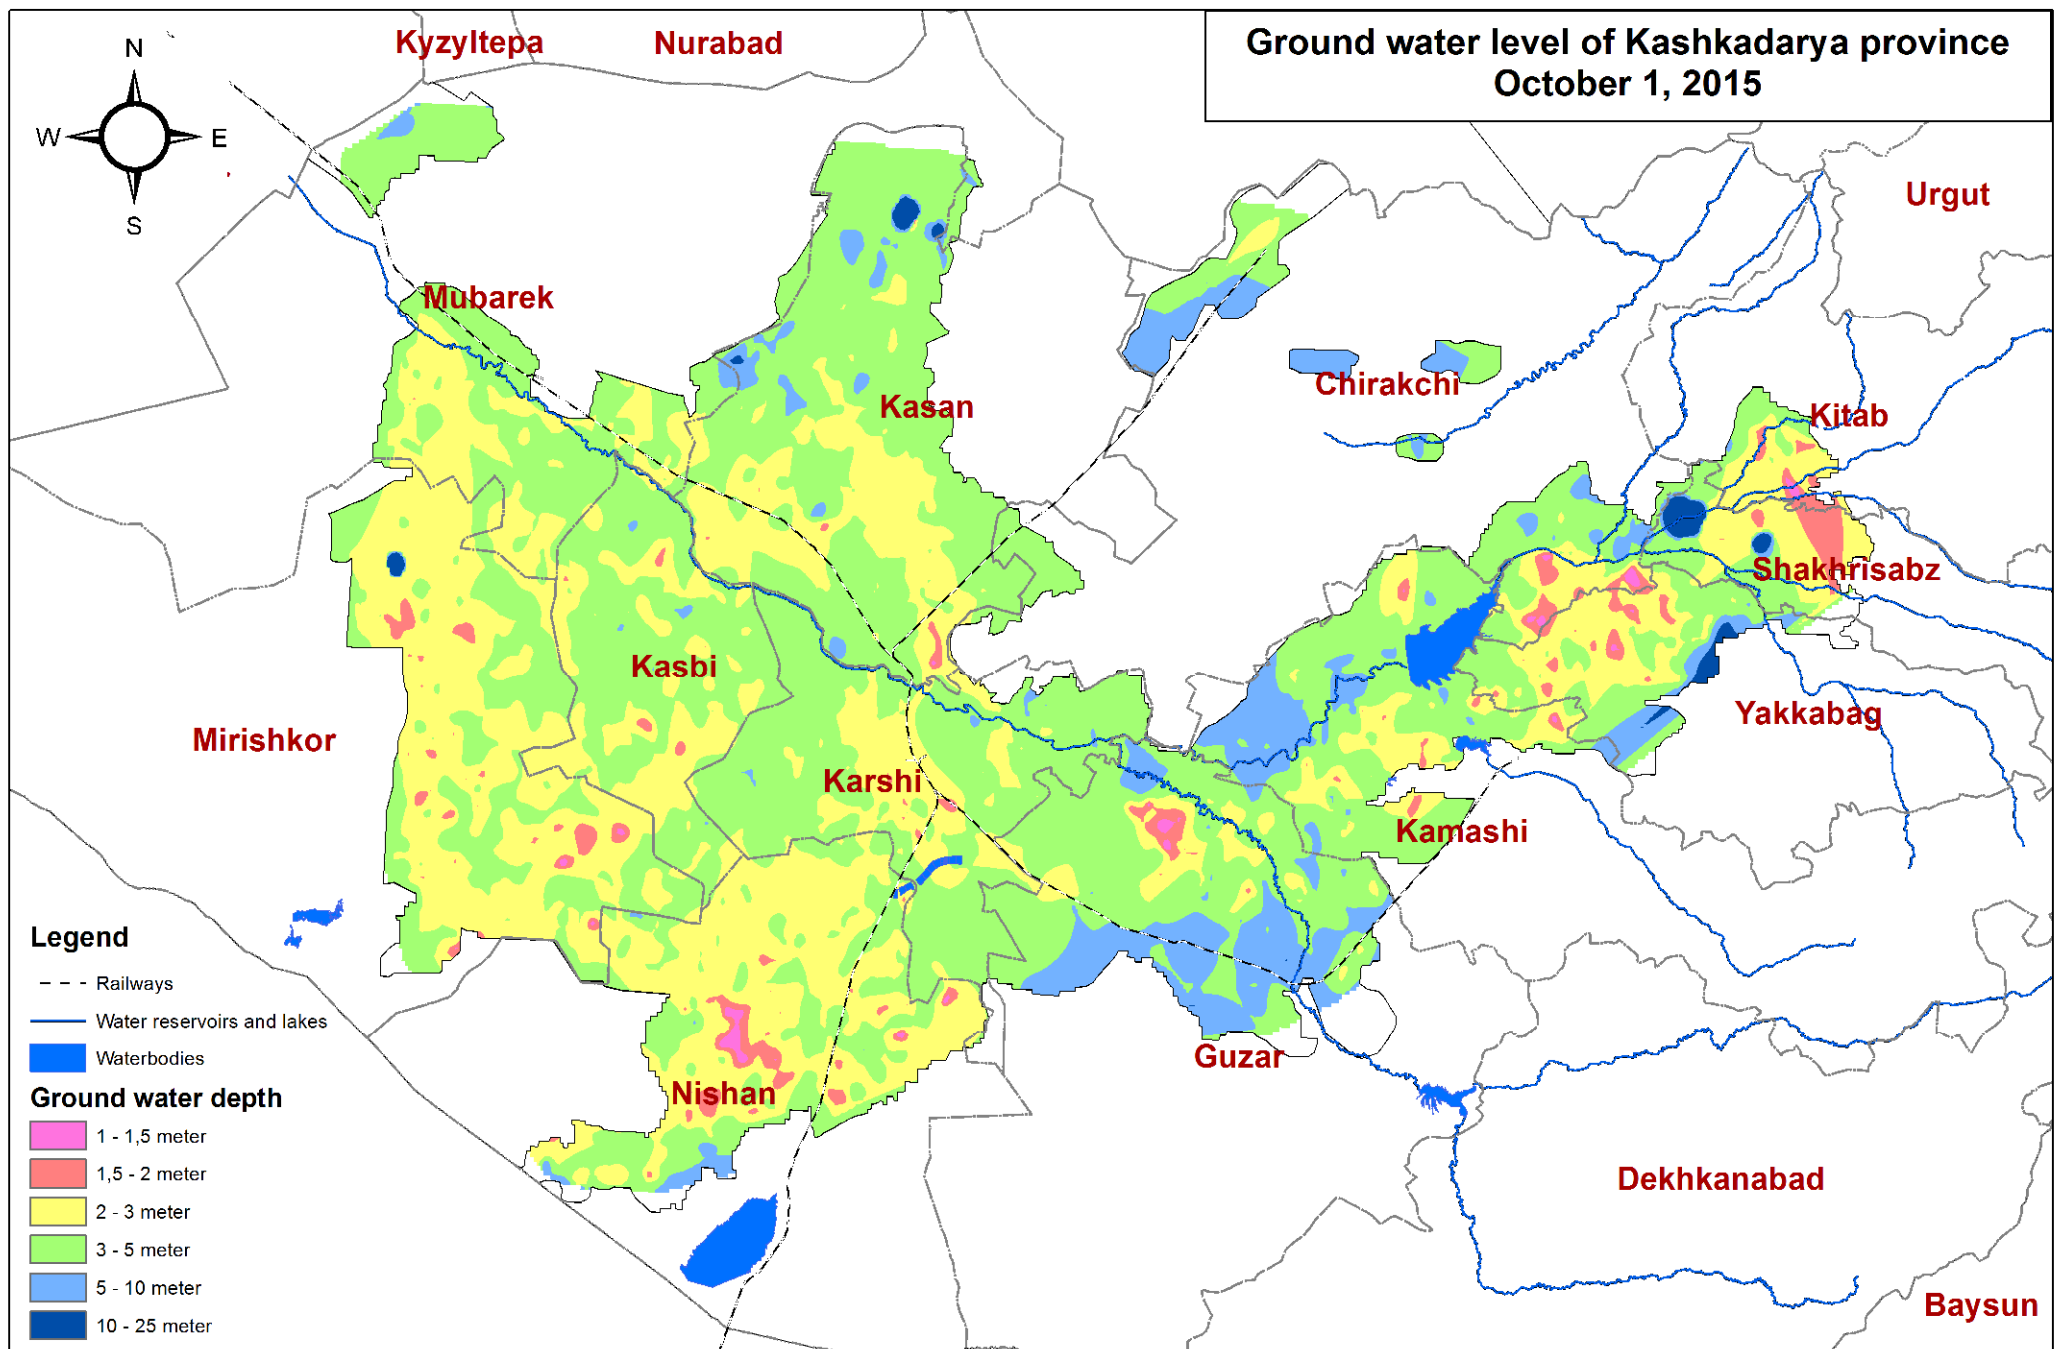 Ground water level of Kashkadarya province
October 1, 2015
N
W
E
S
Kyzyltepa
Nurabad
Urgut
Mubarek
Kasan
Chirakchi
Kitab
Shakhrisabz
Kasbi
Mirishkor
Yakkabag
Karshi
Kamashi
Guzar
Nishan
Dekhkanabad
Baysun
Legend
Railways
Water reservoirs and lakes
Waterbodies
Ground water depth
1 - 1,5 meter
1,5 - 2 meter
2 - 3 meter
3 - 5 meter
5 - 10 meter
10 - 25 meter